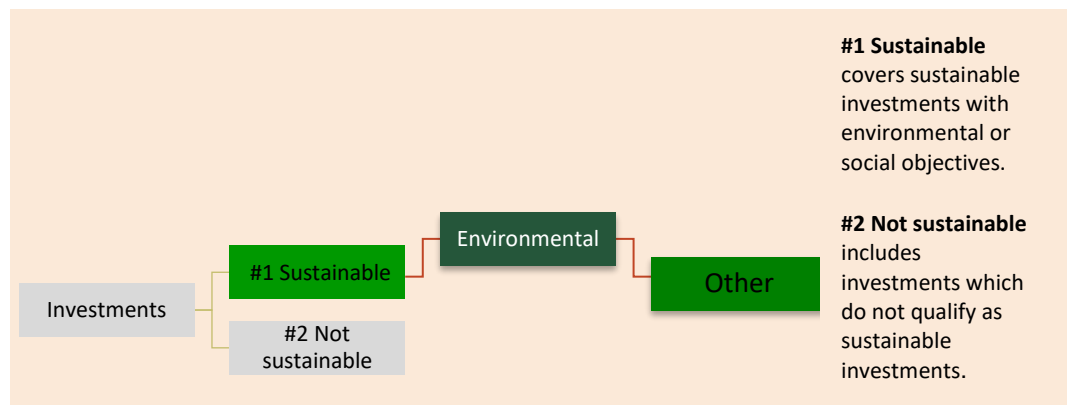 Investments
#1 Sustainable
#2 Not
sustainable
Environmental
Other
#1 Sustainable
covers sustainable
investments with
environmental or
social objectives.
#2 Not sustainable
includes
investments which
do not qualify as
sustainable
investments.